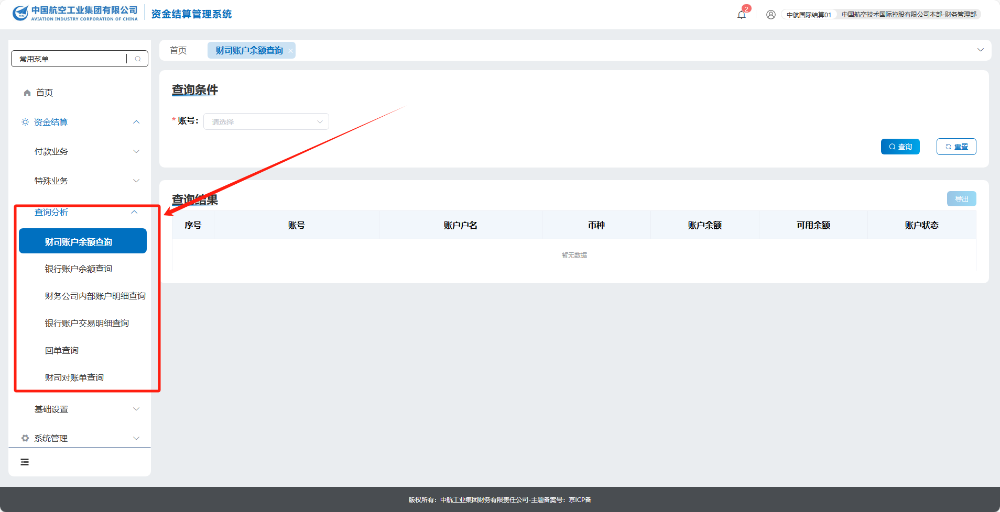 中国航空工业集团有限公司
AVIATION INDUSTRY CORPORATION OF CHINA
资金结算管理系统
2
中航国际结算01
中国航空技术国际控股有限公司本部-财务管理部
常用菜单
首页
资金结算
付款业务
特殊业务
查询分析
财司账户余额查询
银行账户余额查询
财务公司内部账户明细查询
银行账户交易明细查询
回单查询
财司对账单查询
基础设置
系统管理
首页
财司账户余额查询
查询条件
* 账号：
请选择
查询
重置
查询结果
导出
序号 账号 账户户名 币种 账户余额 可用余额 账户状态
暂无数据
版权所有：中航工业集团财务有限责任公司-主题备案号：京ICP备